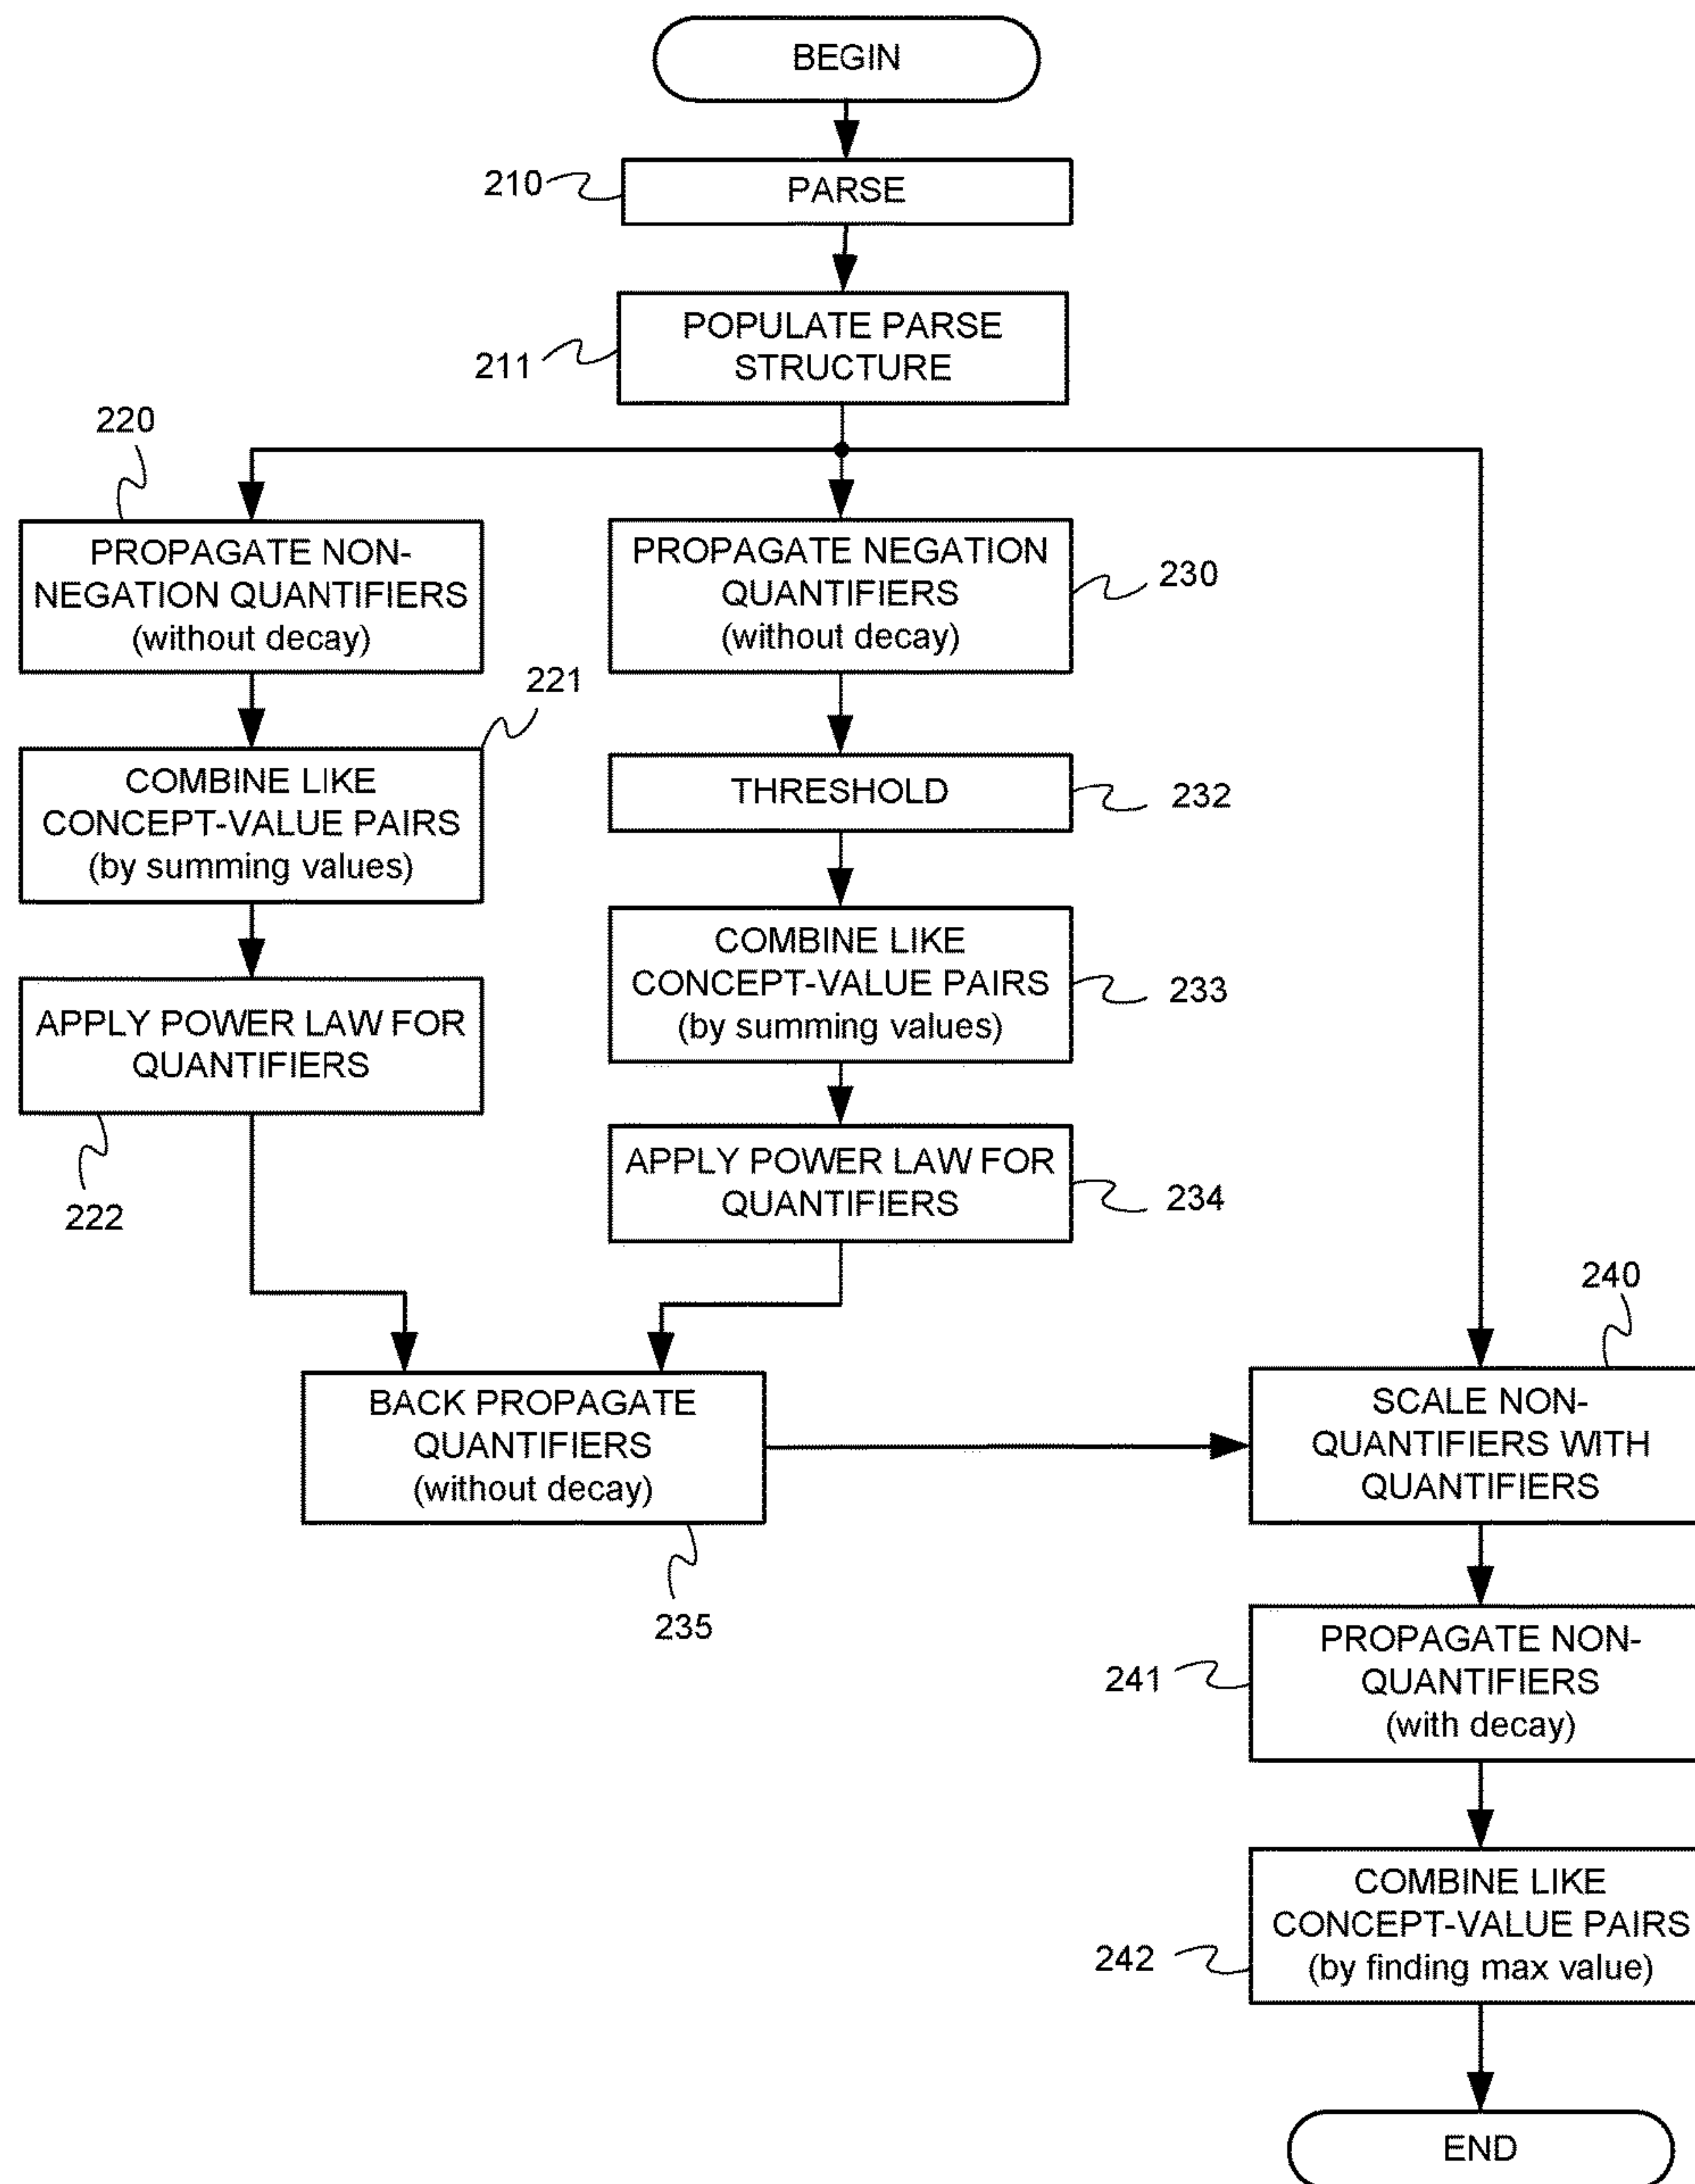 BEGIN
210
PARSE
POPULATE PARSE
STRUCTURE
211
220
PROPAGATE NON-
NEGATION QUANTIFIERS
(without decay)
PROPAGATE NEGATION
QUANTIFIERS
(without decay)
230
221
COMBINE LIKE
CONCEPT-VALUE PAIRS
(by summing values)
THRESHOLD
232
COMBINE LIKE
CONCEPT-VALUE PAIRS
(by summing values)
233
APPLY POWER LAW FOR
QUANTIFIERS
222
APPLY POWER LAW FOR
QUANTIFIERS
234
BACK PROPAGATE
QUANTIFIERS
(without decay)
235
240
SCALE NON-
QUANTIFIERS WITH
QUANTIFIERS
241
PROPAGATE NON-
QUANTIFIERS
(with decay)
242
COMBINE LIKE
CONCEPT-VALUE PAIRS
(by finding max value)
END